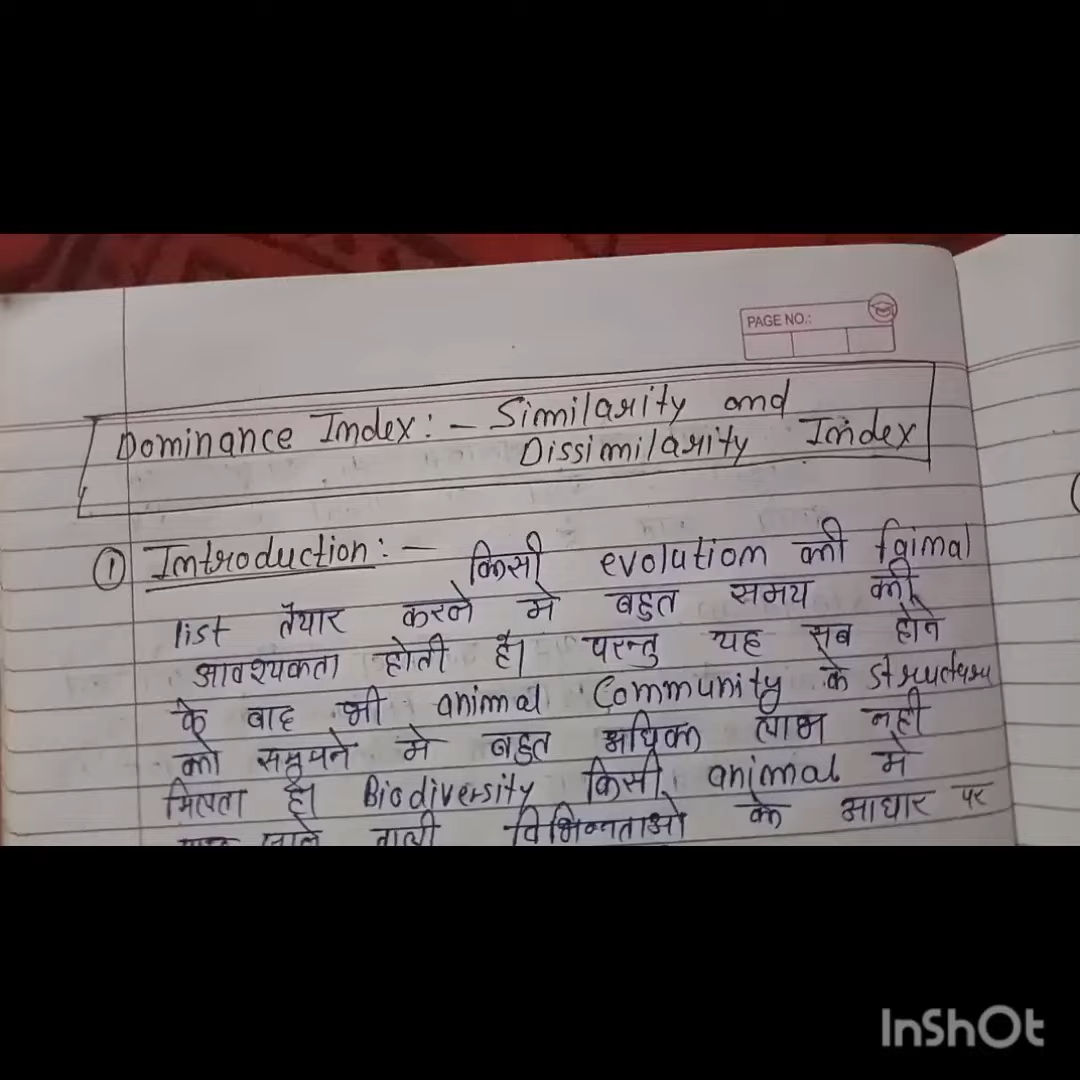 PAGE NO.:
Dominance Index:- Similarity and
Dissimilarity Index
① Introduction:- किसी evolution की fainal
list तैयार करने मे बहुत समय की
आवश्यकता होती है। परन्तु यह सब होने
के बाद भी animal Community के structure
को समझने मे बहुत अधिक लाभ नही
मिलता है। Biodiversity किसी animal मे
जाने वाली विभिन्नताओ के आधार पर
InShOt